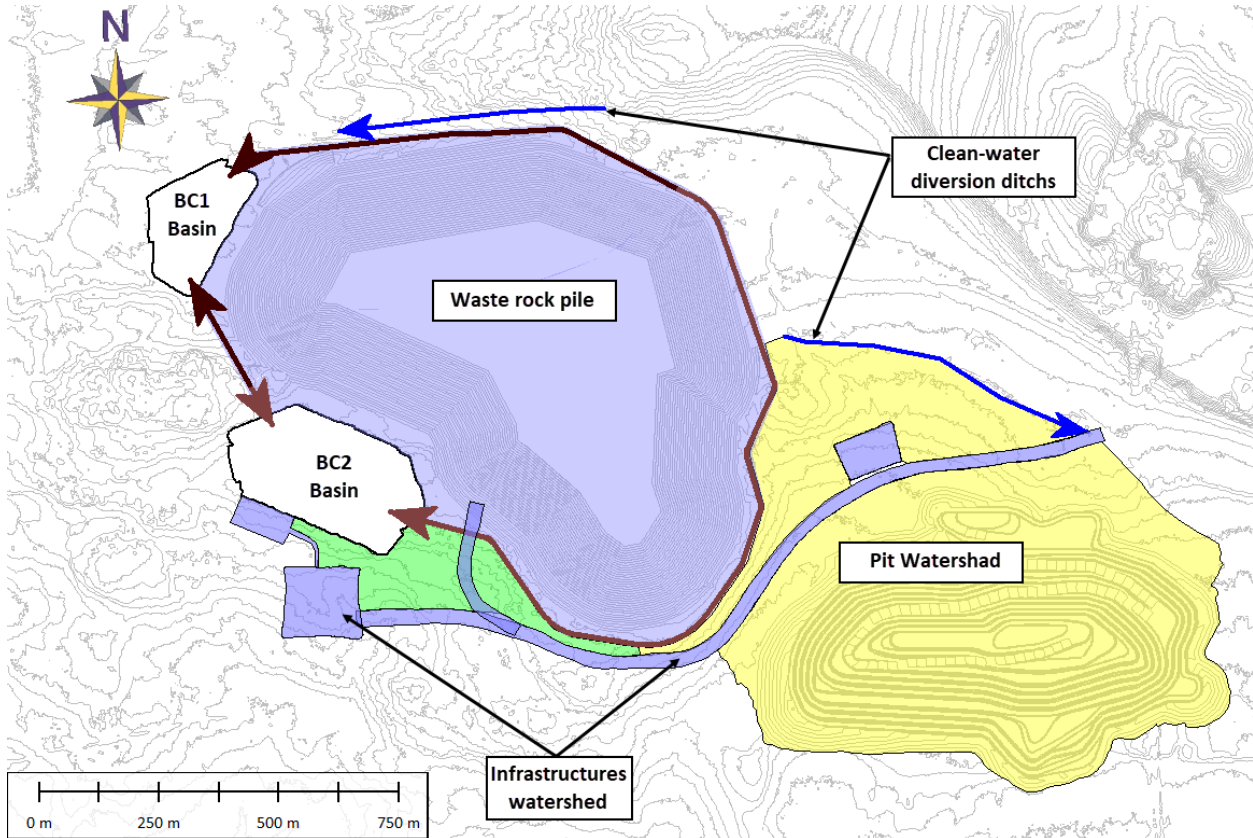 N
Clean-water
diversion ditchs
BC1
Basin
Waste rock pile
BC2
Basin
Pit Watershad
Infrastructures
watershed
0 m 250 m 500 m 750 m